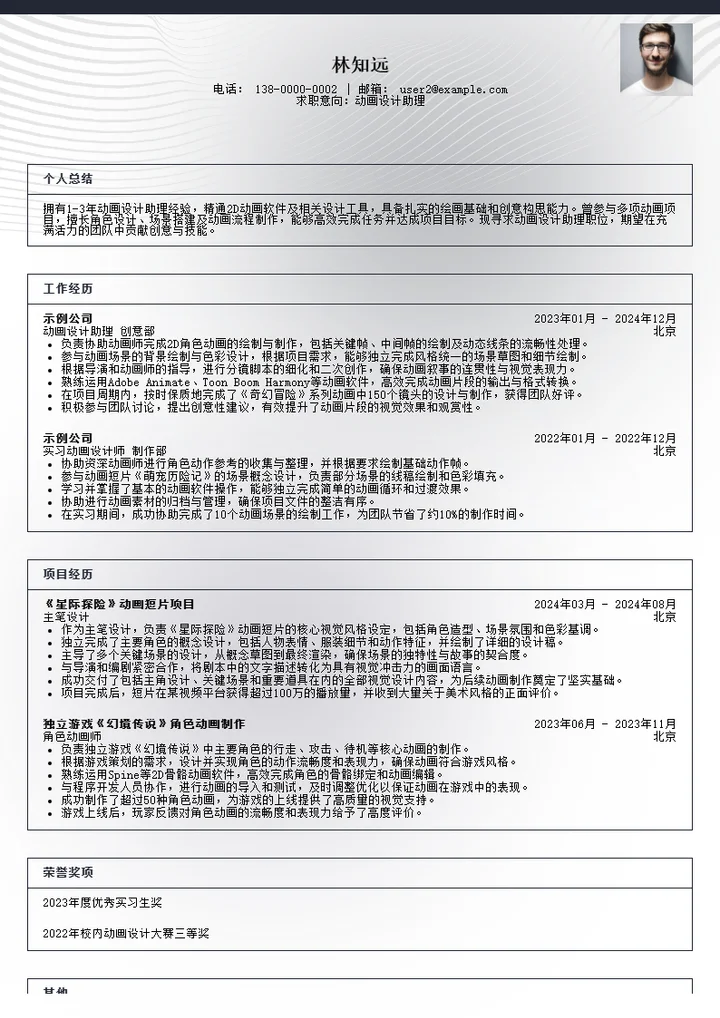 林知远
电话： 138-0000-0002 | 邮箱： user2@example.com
求职意向：动画设计助理
个人总结
拥有1-3年动画设计助理经验，精通2D动画软件及相关设计工具，具备扎实的绘画基础和创意构思能力。曾参与多项动画项
目，擅长角色设计、场景搭建及动画流程制作，能够高效完成任务并达成项目目标。现寻求动画设计助理职位，期望在充
满活力的团队中贡献创意与技能。
工作经历
示例公司 2023年01月 - 2024年12月
动画设计助理 创意部 北京
• 负责协助动画师完成2D角色动画的绘制与制作，包括关键帧、中间帧的绘制及动态线条的流畅性处理。
• 参与动画场景的背景绘制与色彩设计，根据项目需求，能够独立完成风格统一的场景草图和细节绘制。
• 根据导演和动画师的指导，进行分镜脚本的细化和二次创作，确保动画叙事的连贯性与视觉表现力。
• 熟练运用Adobe Animate、Toon Boom Harmony等动画软件，高效完成动画片段的输出与格式转换。
• 在项目周期内，按时保质地完成了《奇幻冒险》系列动画中150个镜头的设计与制作，获得团队好评。
• 积极参与团队讨论，提出创意性建议，有效提升了动画片段的视觉效果和观赏性。
示例公司 2022年01月 - 2022年12月
实习动画设计师 制作部 北京
• 协助资深动画师进行角色动作参考的收集与整理，并根据要求绘制基础动作帧。
• 参与动画短片《萌宠历险记》的场景概念设计，负责部分场景的线稿绘制和色彩填充。
• 学习并掌握了基本的动画软件操作，能够独立完成简单的动画循环和过渡效果。
• 协助进行动画素材的归档与管理，确保项目文件的整洁有序。
• 在实习期间，成功协助完成了10个动画场景的绘制工作，为团队节省了约10%的制作时间。
项目经历
《星际探险》动画短片项目 2024年03月 - 2024年08月
主笔设计 北京
• 作为主笔设计，负责《星际探险》动画短片的核心视觉风格设定，包括角色造型、场景氛围和色彩基调。
• 独立完成了主要角色的概念设计，包括人物表情、服装细节和动作特征，并绘制了详细的设计稿。
• 主导了多个关键场景的设计，从概念草图到最终渲染，确保场景的独特性与故事的契合度。
• 与导演和编剧紧密合作，将剧本中的文字描述转化为具有视觉冲击力的画面语言。
• 成功交付了包括主角设计、关键场景和重要道具在内的全部视觉设计内容，为后续动画制作奠定了坚实基础。
• 项目完成后，短片在某视频平台获得超过100万的播放量，并收到大量关于美术风格的正面评价。
独立游戏《幻境传说》角色动画制作 2023年06月 - 2023年11月
角色动画师 北京
• 负责独立游戏《幻境传说》中主要角色的行走、攻击、待机等核心动画的制作。
• 根据游戏策划的需求，设计并实现角色的动作流畅度和表现力，确保动画符合游戏风格。
• 熟练运用Spine等2D骨骼动画软件，高效完成角色的骨骼绑定和动画编辑。
• 与程序开发人员协作，进行动画的导入和测试，及时调整优化以保证动画在游戏中的表现。
• 成功制作了超过50种角色动画，为游戏的上线提供了高质量的视觉支持。
• 游戏上线后，玩家反馈对角色动画的流畅度和表现力给予了高度评价。
荣誉奖项
2023年度优秀实习生奖
2022年校内动画设计大赛三等奖
其他